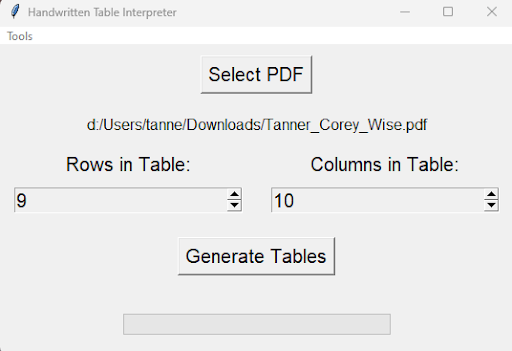 Handwritten Table Interpreter
Tools
Select PDF
d:/Users/tanne/Downloads/Tanner_Corey_Wise.pdf
Rows in Table: Columns in Table:
9 10
Generate Tables